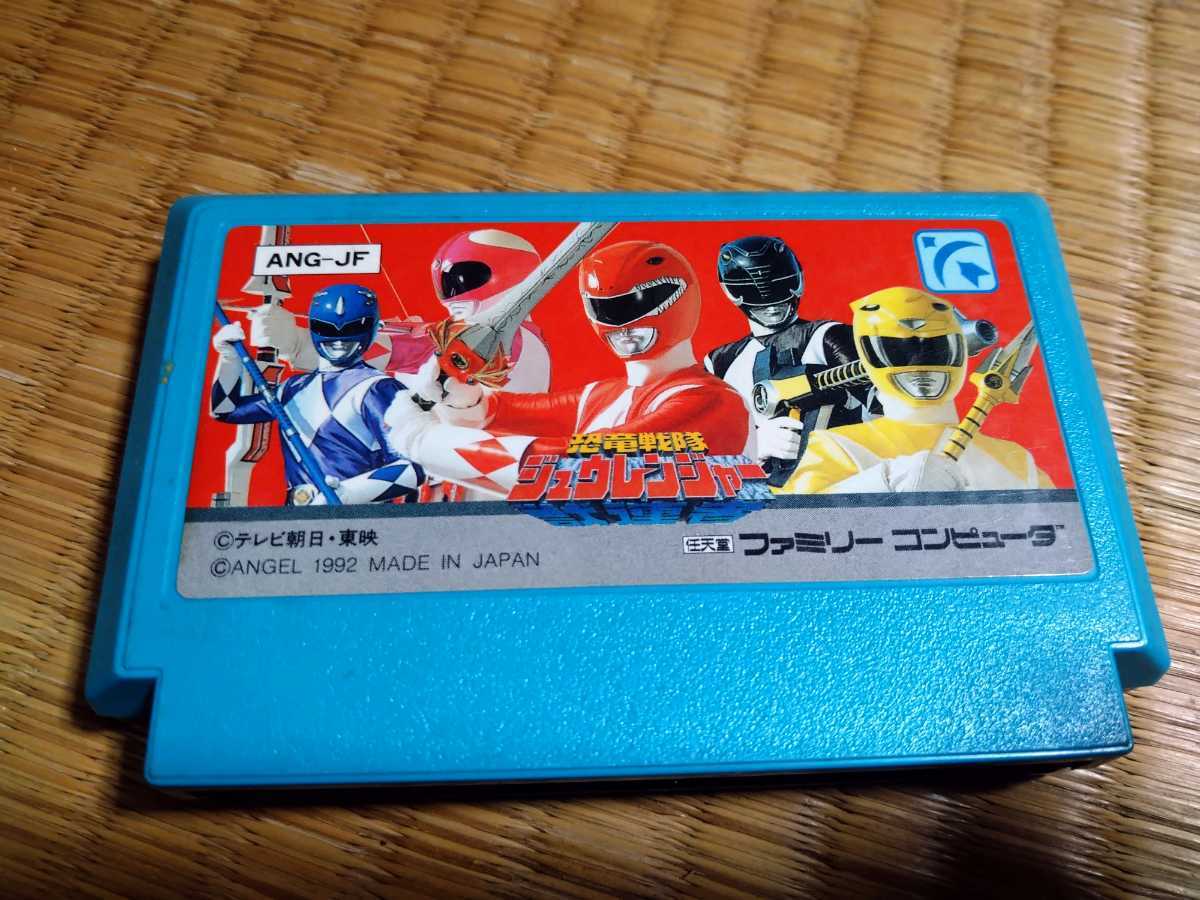 ANG-JF
恐竜戦隊
ジュウレンジャー
©テレビ朝日・東映
©ANGEL 1992 MADE IN JAPAN
任天堂 ファミリー コンピュータ™